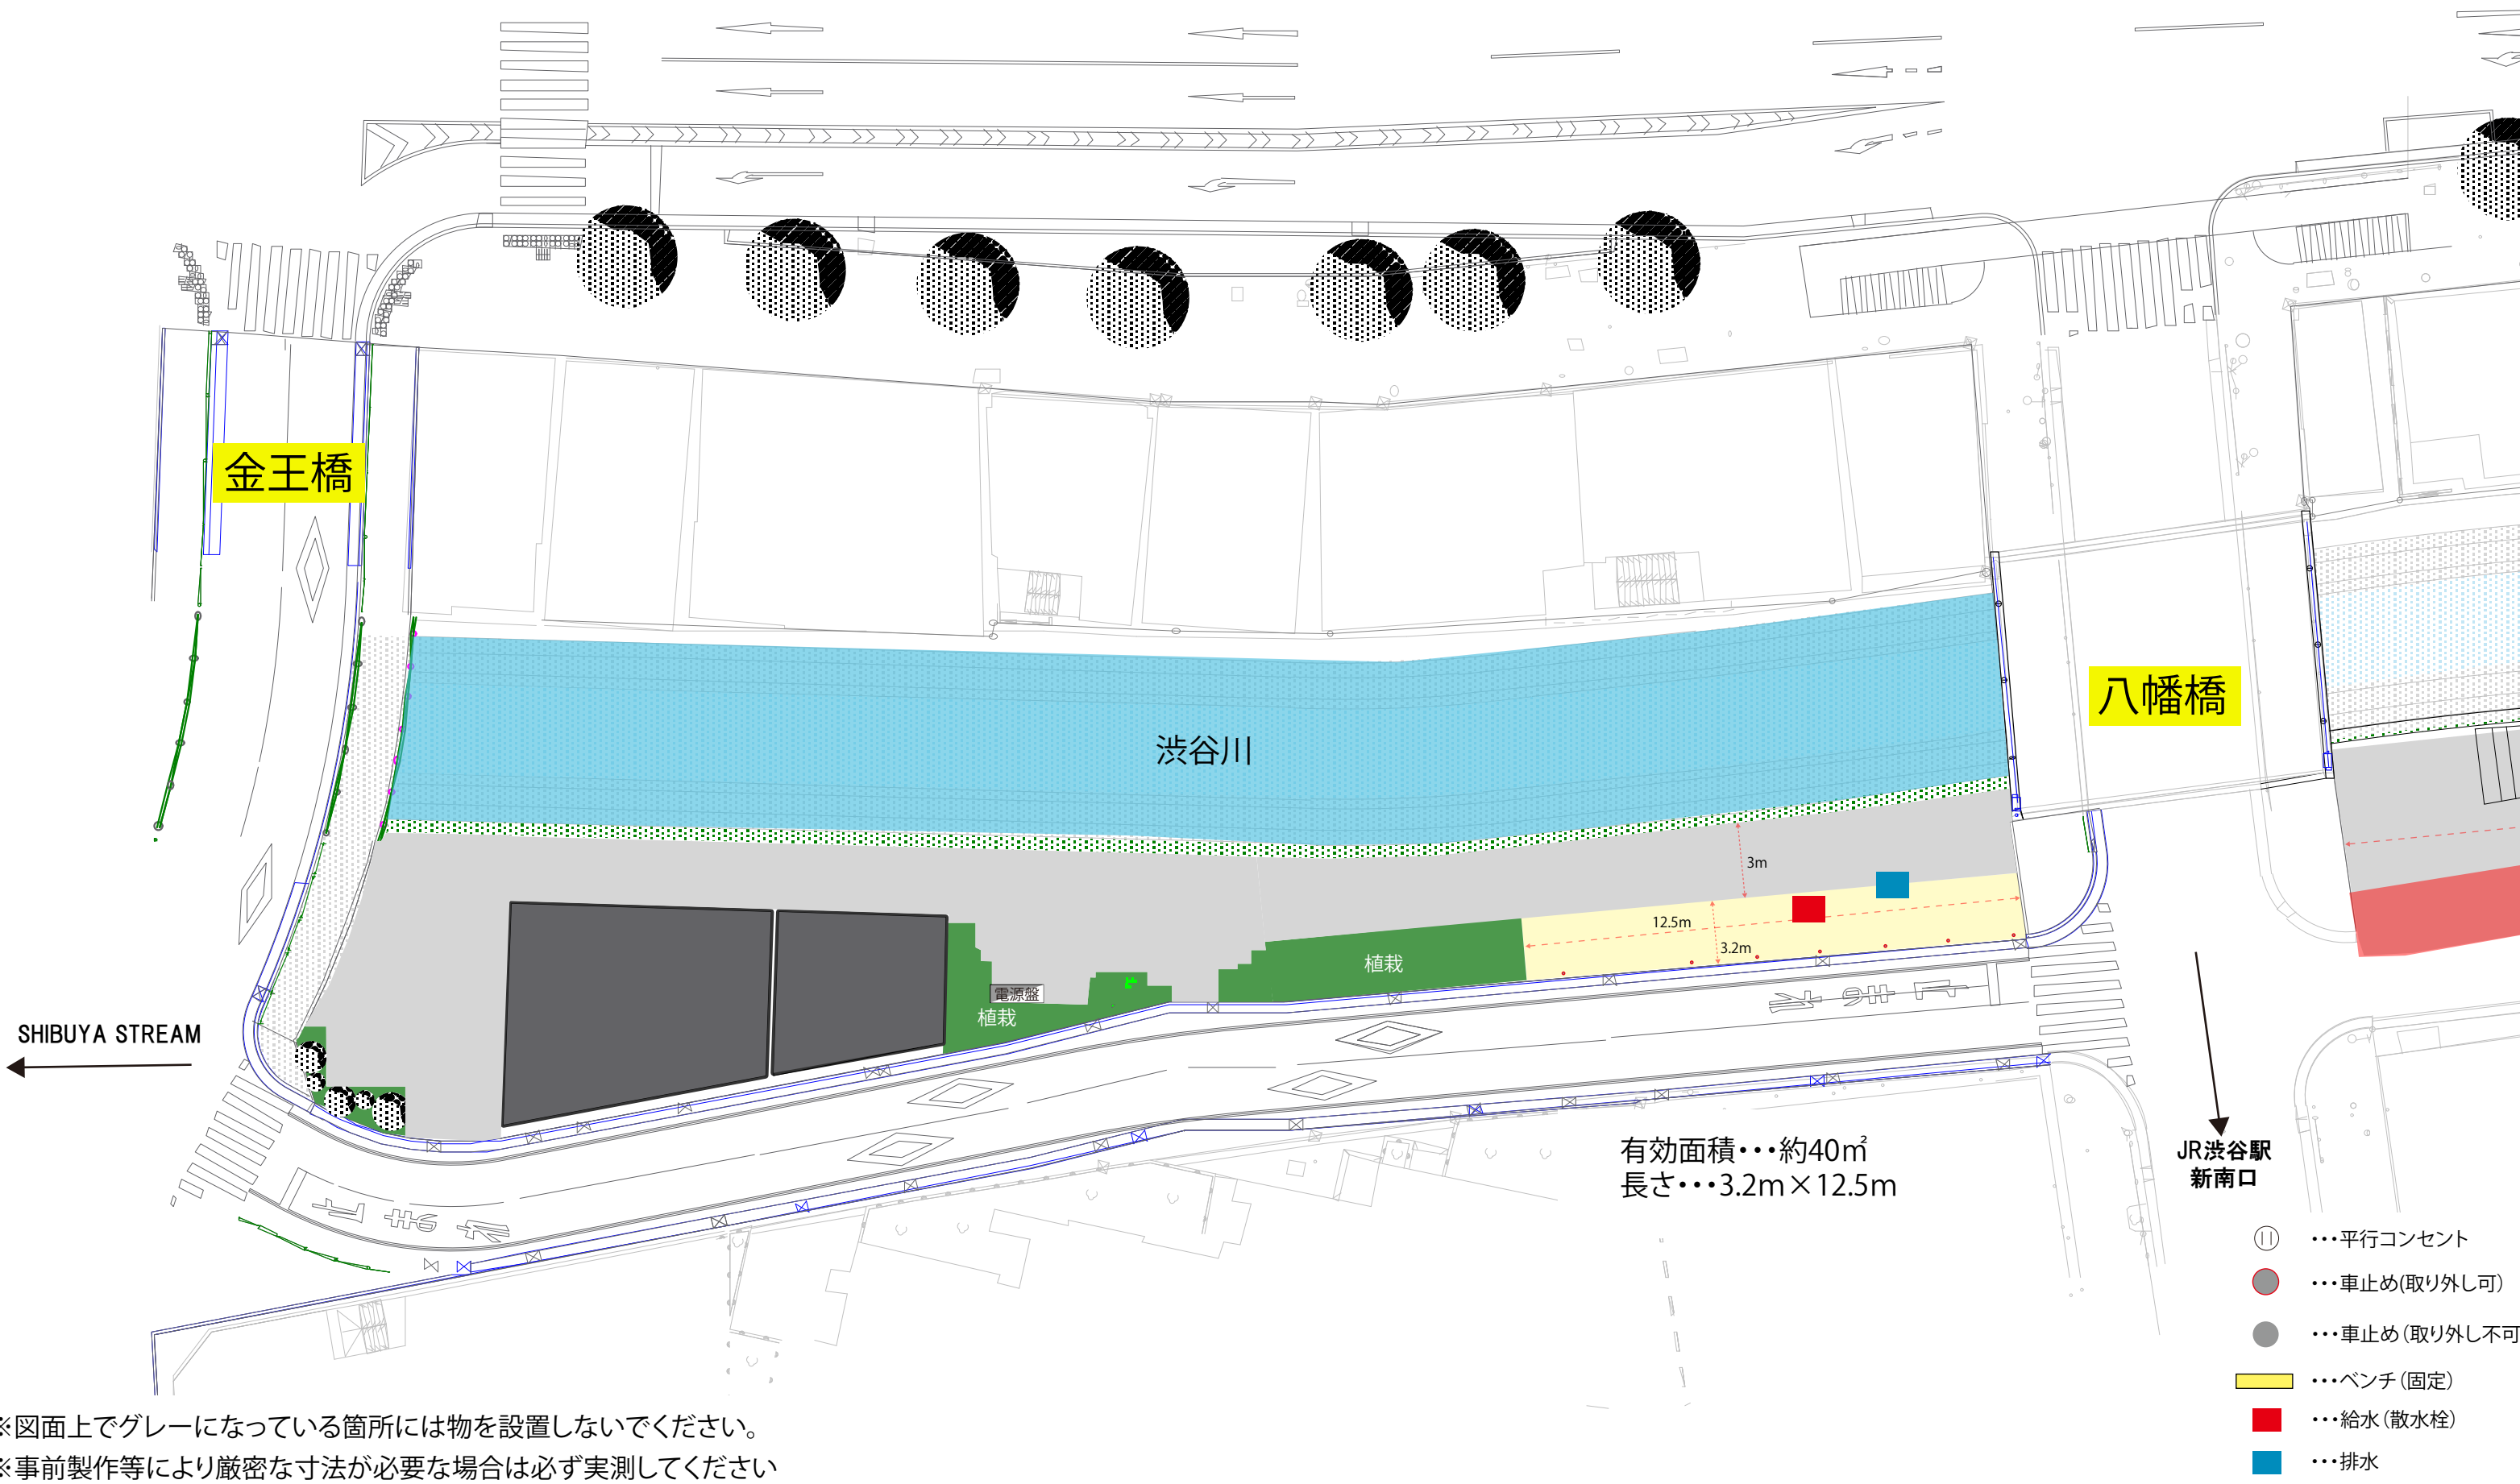 金王橋
八幡橋
渋谷川
3m
12.5m
3.2m
植栽
電源盤
植栽
SHIBUYA STREAM
有効面積・・・約40㎡
長さ・・・3.2m×12.5m
JR渋谷駅
新南口
・・・平行コンセント
・・・車止め(取り外し可)
・・・車止め(取り外し不可
・・・ベンチ(固定)
・・・給水(散水栓)
・・・排水
※図面上でグレーになっている箇所には物を設置しないでください。
※事前製作等により厳密な寸法が必要な場合は必ず実測してください